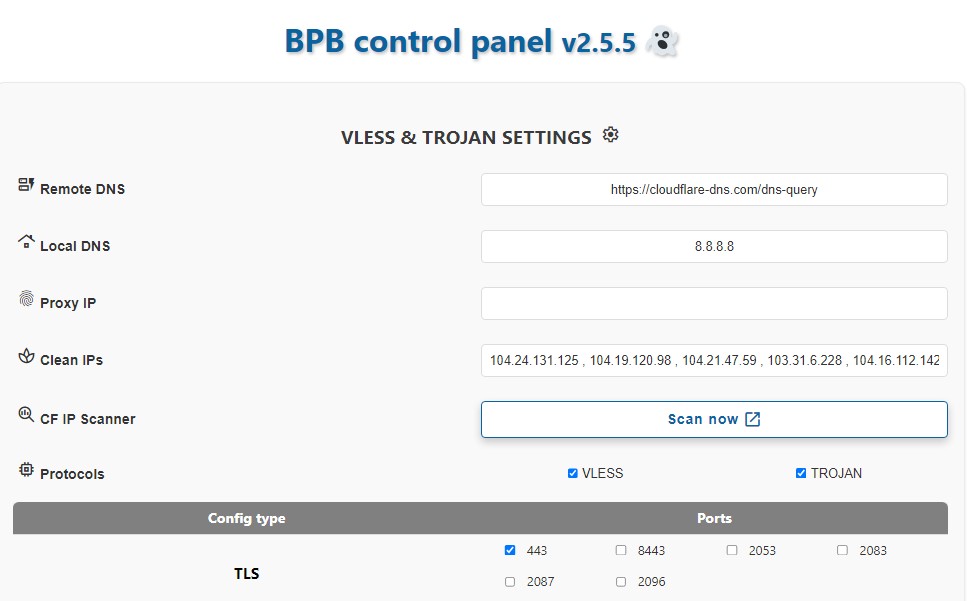 BPB control panel v2.5.5
VLESS & TROJAN SETTINGS
Remote DNS https://cloudflare-dns.com/dns-query
Local DNS 8.8.8.8
Proxy IP
Clean IPs 104.24.131.125 , 104.19.120.98 , 104.21.47.59 , 103.31.6.228 , 104.16.112.142
CF IP Scanner Scan now
Protocols VLESS TROJAN
Config type Ports
443 8443 2053 2083
TLS
2087 2096